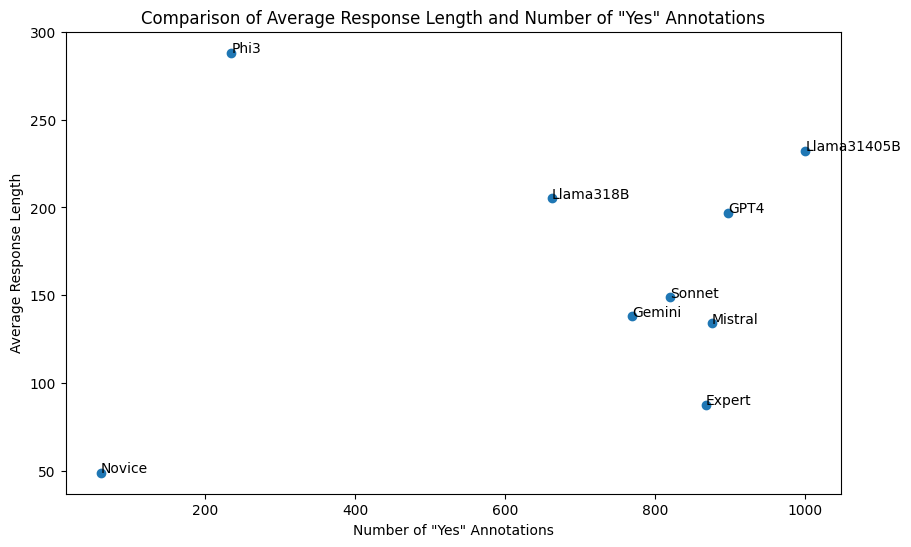 Comparison of Average Response Length and Number of "Yes" Annotations
300
Phi3
250
Llama31405B
Llama318B
200
GPT4
Average Response Length
150
Sonnet
Gemini
Mistral
100
Expert
50
Novice
200
400
600
800
1000
Number of "Yes" Annotations